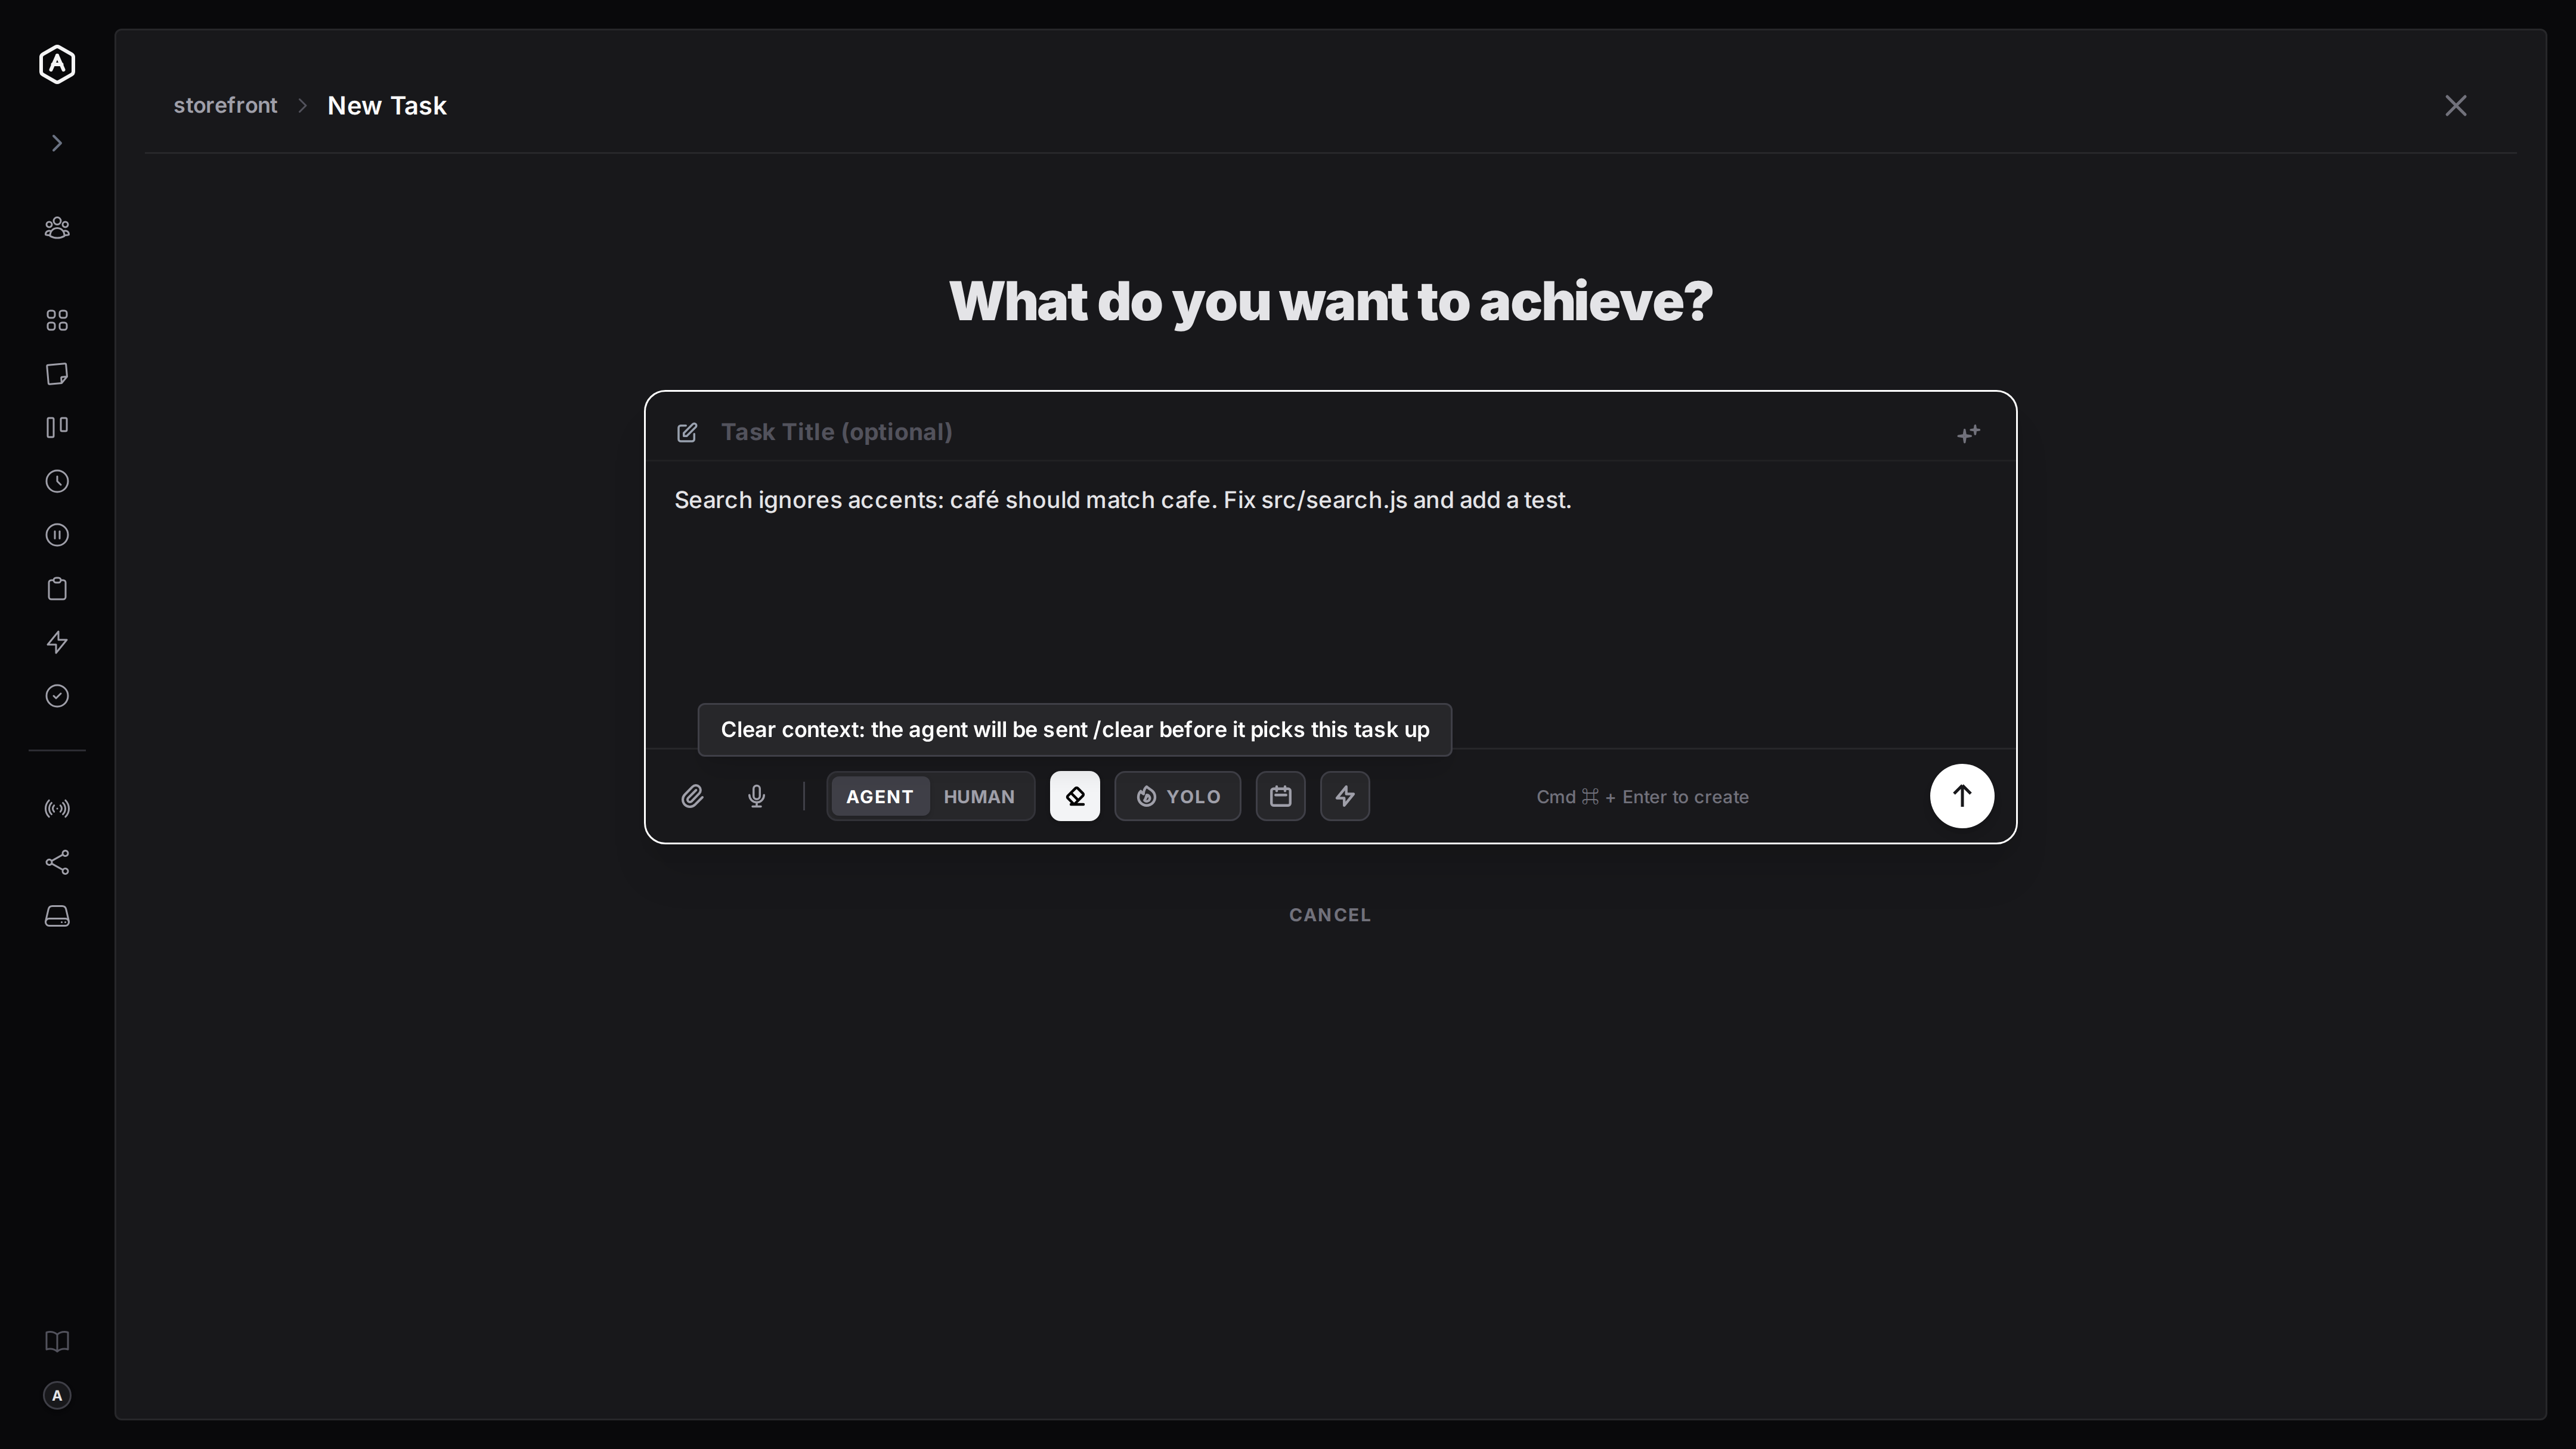 A
storefront > New Task
What do you want to achieve?
Task Title (optional)
Search ignores accents: café should match cafe. Fix src/search.js and add a test.
Clear context: the agent will be sent /clear before it picks this task up
AGENT HUMAN YOLO Cmd ⌘ + Enter to create
CANCEL
A